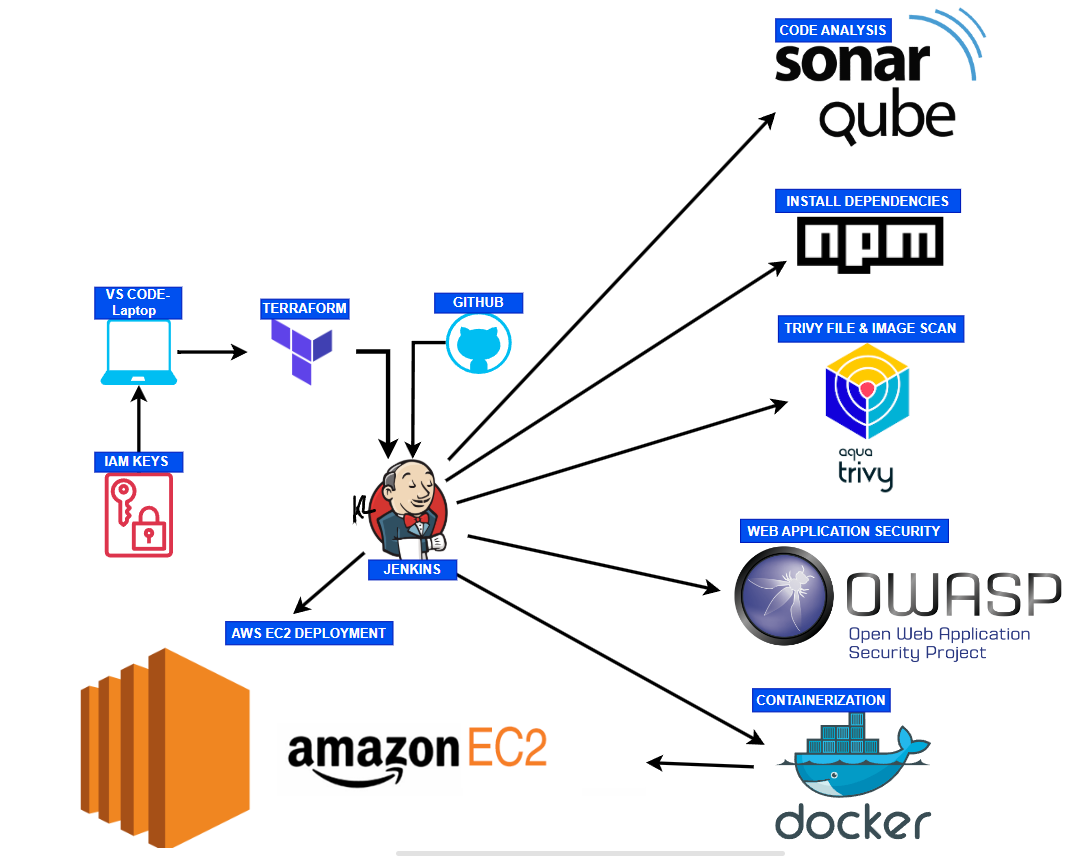 CODE ANALYSIS
sonar
qube
INSTALL DEPENDENCIES
npm
VS CODE-
Laptop
TERRAFORM
GITHUB
TRIVY FILE & IMAGE SCAN
aqua
trivy
IAM KEYS
JENKINS
WEB APPLICATION SECURITY
OWASP
Open Web Application
Security Project
AWS EC2 DEPLOYMENT
CONTAINERIZATION
amazon EC2
docker